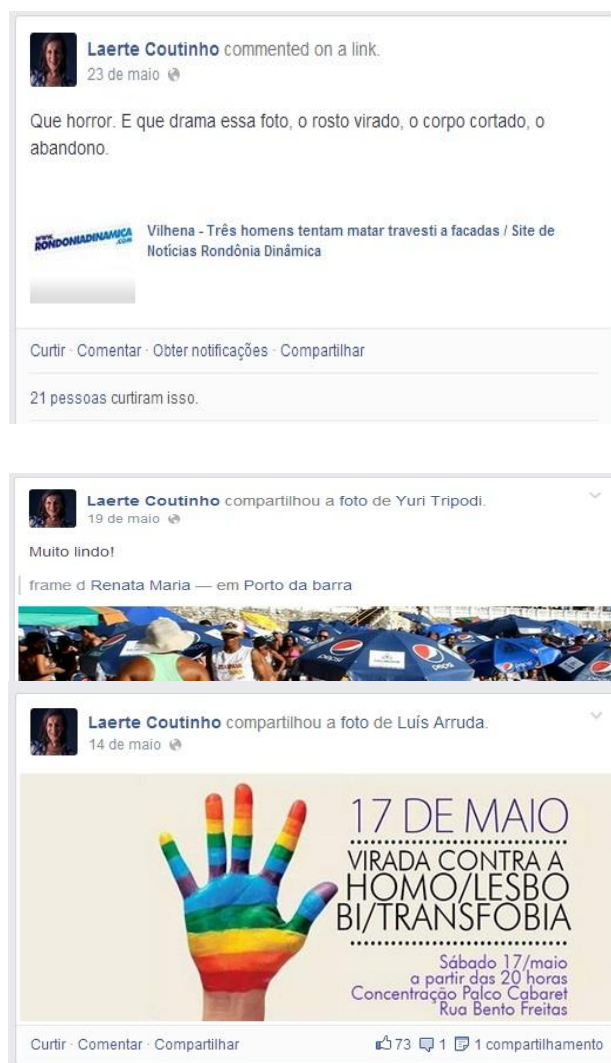 Laerte Coutinho commented on a link.
23 de maio
Que horror. E que drama essa foto, o rosto virado, o corpo cortado, o
abandono.
www.
RONDONIADINAMICA
.COM
Vilhena - Três homens tentam matar travesti a facadas / Site de
Notícias Rondônia Dinâmica
Curtir · Comentar · Obter notificações · Compartilhar
21 pessoas curtiram isso.
Laerte Coutinho compartilhou a foto de Yuri Tripodi.
19 de maio
Muito lindo!
frame d Renata Maria — em Porto da barra
pepsi
pepsi
Laerte Coutinho compartilhou a foto de Luís Arruda.
14 de maio
17 DE MAIO
VIRADA CONTRA A
HOMO/LESBO
BI/TRANSFOBIA
Sábado 17/maio
a partir das 20 horas
Concentração Palco Cabaret
Rua Bento Freitas
Curtir · Comentar · Compartilhar
73 1 1 compartilhamento